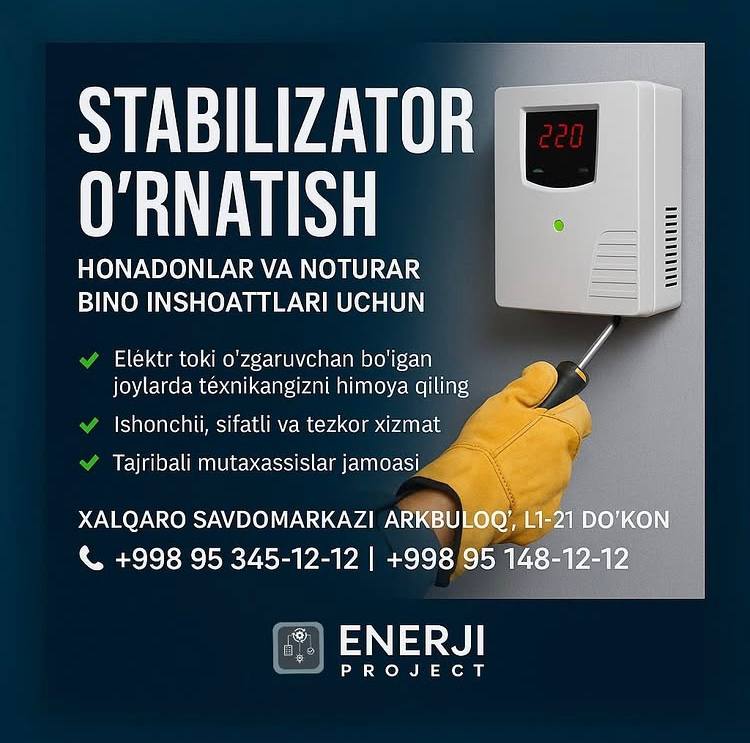 STABILIZATOR
O'RNATISH
HONADONLAR VA NOTURAR
BINO INSHOATTLARI UCHUN
Eléktr toki o'zgaruvchan bo'igan
joylarda téxnikangizni himoya qiling
Ishonchii, sifatli va tezkor xizmat
Tajribali mutaxassislar jamoasi
XALQARO SAVDOMARKAZI ARKBULOQ', L1-21 DO'KON
+998 95 345-12-12 | +998 95 148-12-12
220
ENERJI
PROJECT